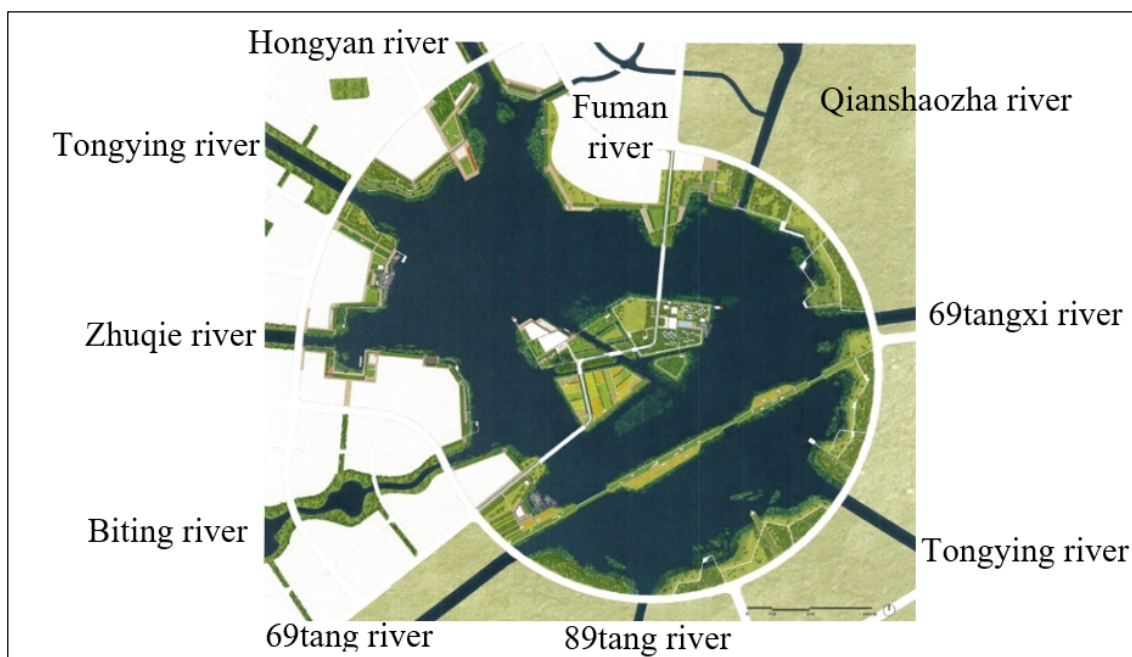 Hongyan river
Fuman
river
Qianshaozha river
Tongying river
69tangxi river
Zhuqie river
Biting river
Tongying river
69tang river
89tang river